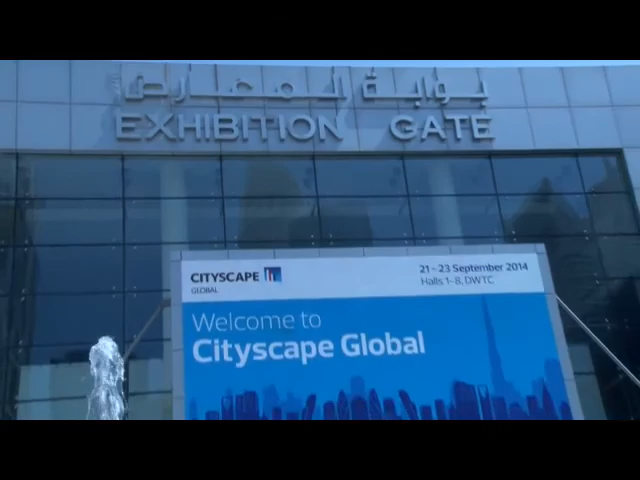 بوابة المعارض
EXHIBITION GATE
CITYSCAPE
GLOBAL
21-23 September 2014
Halls 1-8, DWTC
Welcome to
Cityscape Global